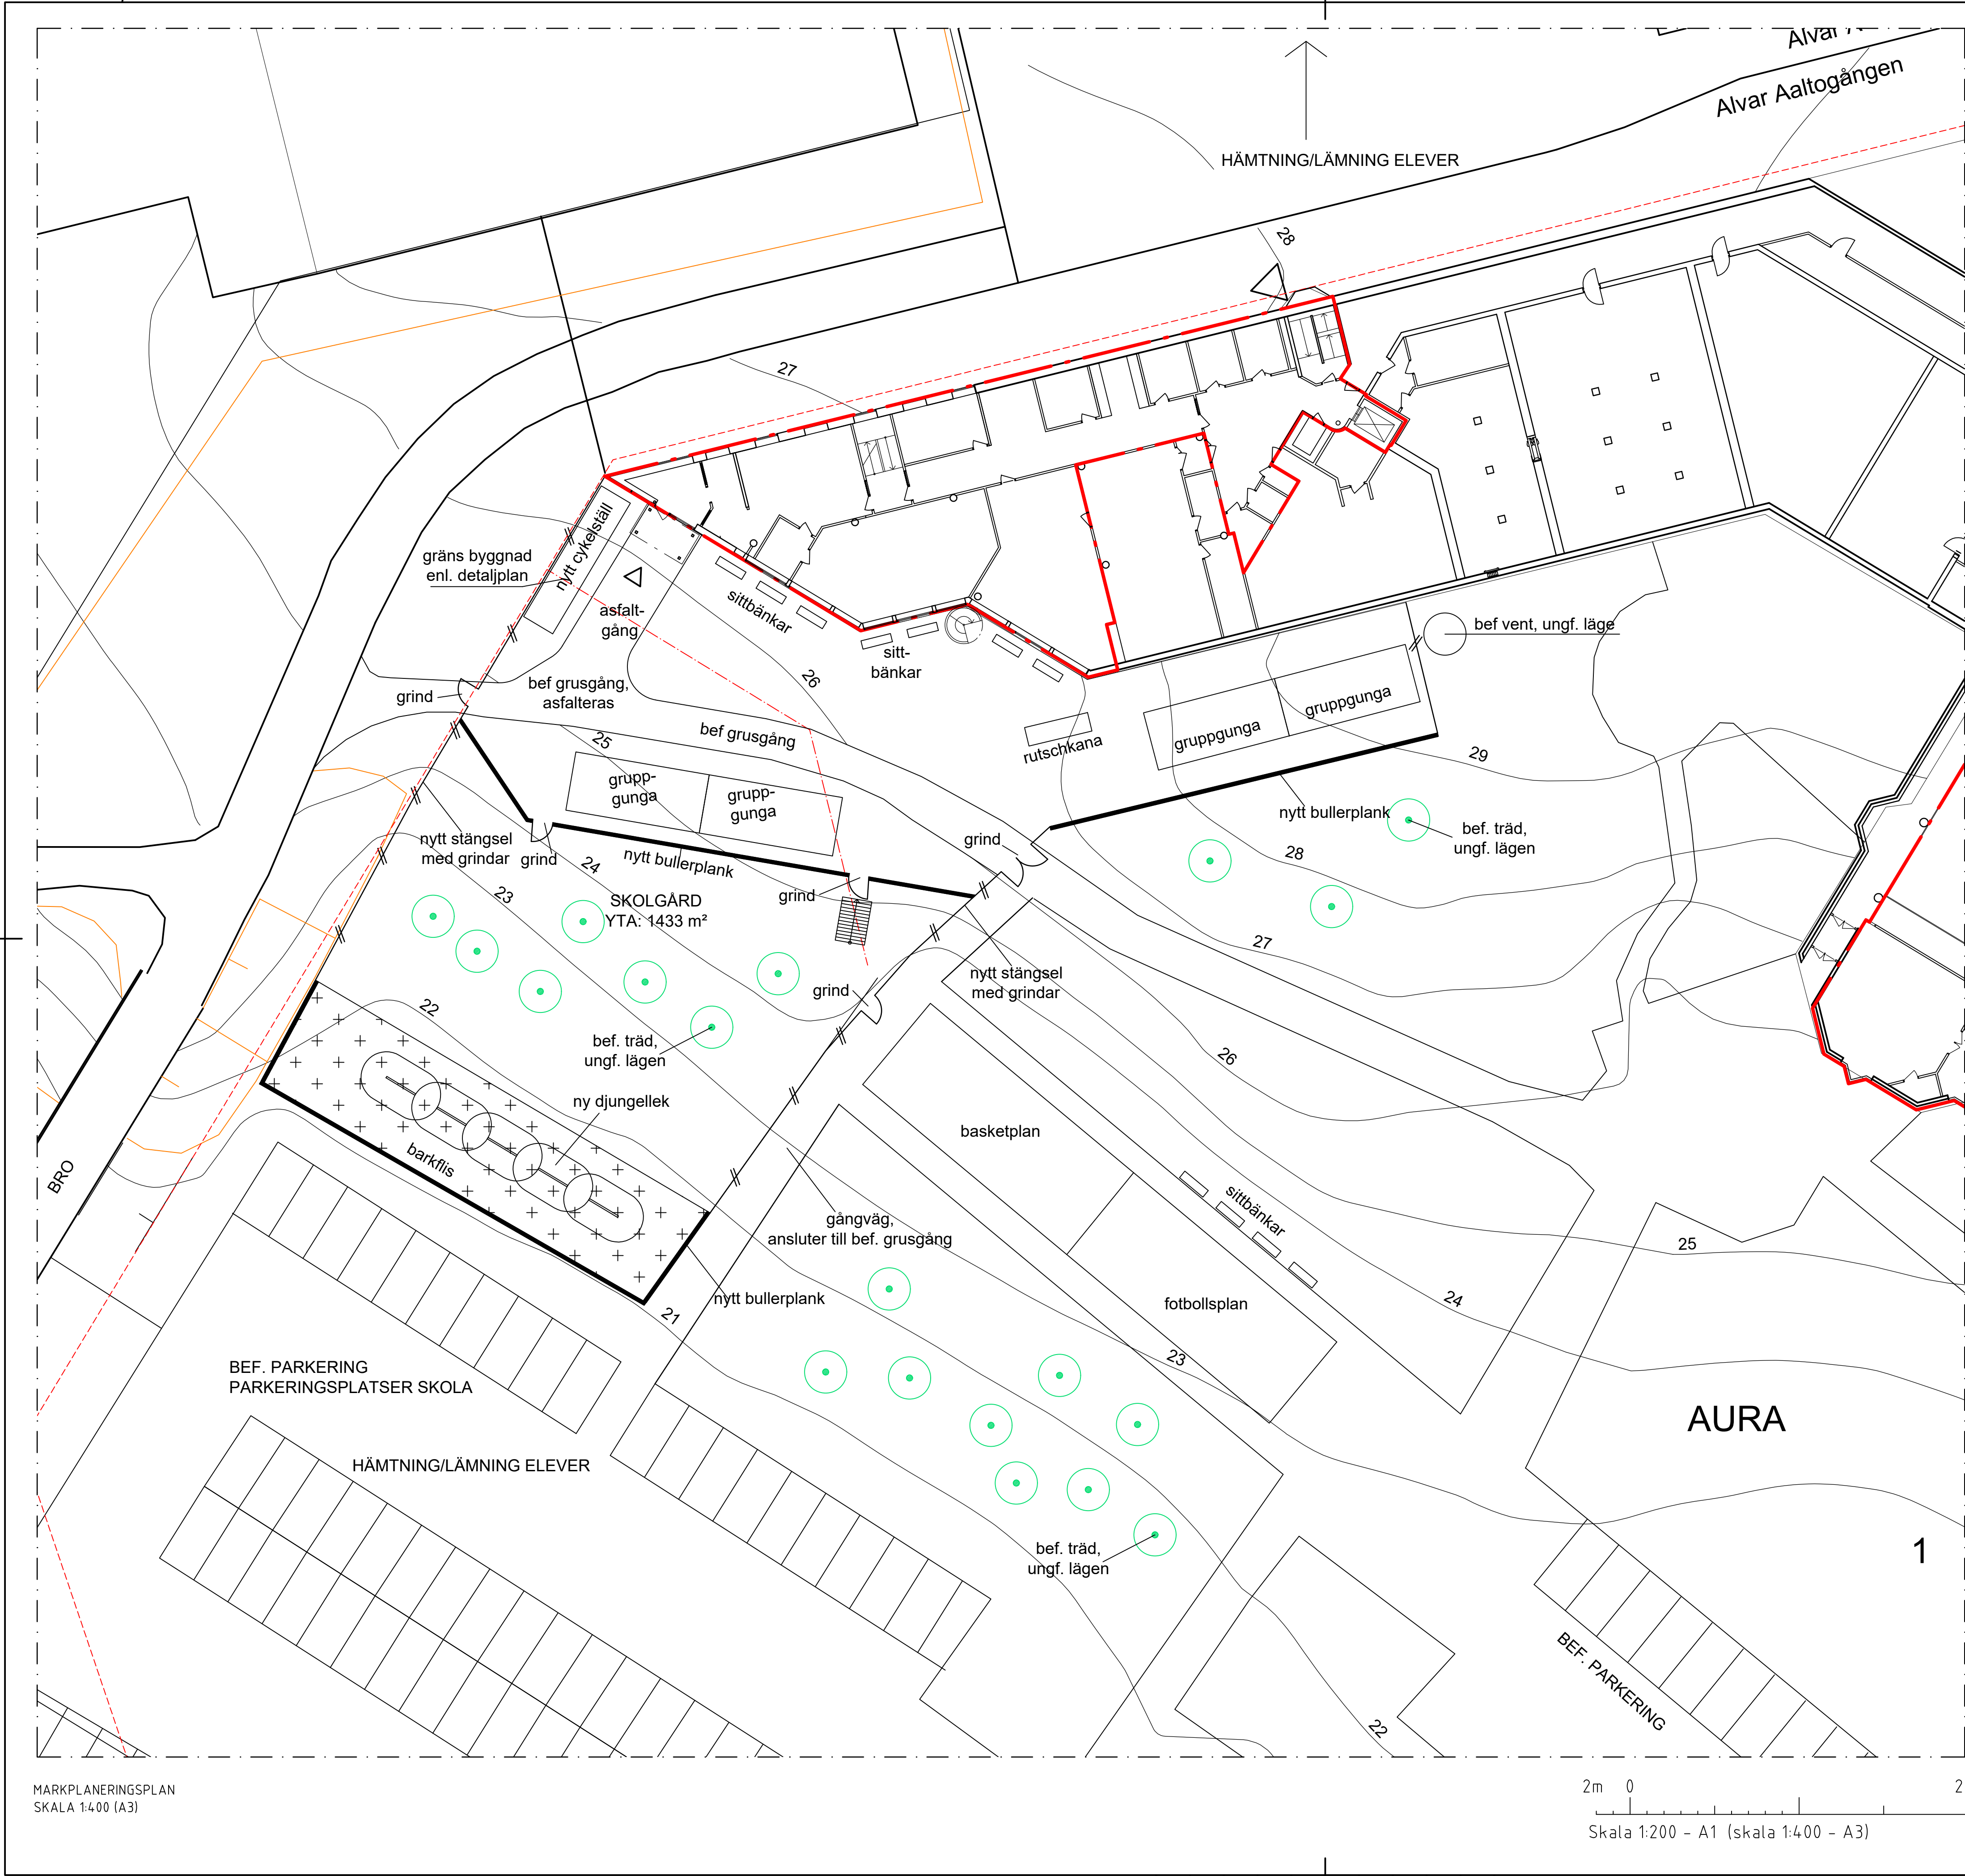 Alvar
Alvar Aaltogången
HÄMTNING/LÄMNING ELEVER
28
27
nytt cykelställ
gräns byggnad
enl. detaljplan
asfalt-
gång
sittbänkar
sitt-
bänkar
bef vent, ungf. läge
26
grind
bef grusgång,
asfalteras
bef grusgång
25
rutschkana
gruppgunga
gruppgunga
29
grupp-
gunga
grupp-
gunga
nytt bullerplank
bef. träd,
ungf. lägen
nytt stängsel
med grindar
grind
nytt bullerplank
24
grind
28
23
SKOLGÅRD
YTA: 1433 m²
grind
27
nytt stängsel
med grindar
grind
22
bef. träd,
ungf. lägen
26
ny djungellek
basketplan
barkflis
BRO
sittbänkar
gångväg,
ansluter till bef. grusgång
25
nytt bullerplank
21
fotbollsplan
24
23
BEF. PARKERING
PARKERINGSPLATSER SKOLA
AURA
HÄMTNING/LÄMNING ELEVER
bef. träd,
ungf. lägen
1
BEF. PARKERING
22
MARKPLANERINGSPLAN
SKALA 1:400 (A3)
2m 0 2
Skala 1:200 - A1 (skala 1:400 - A3)